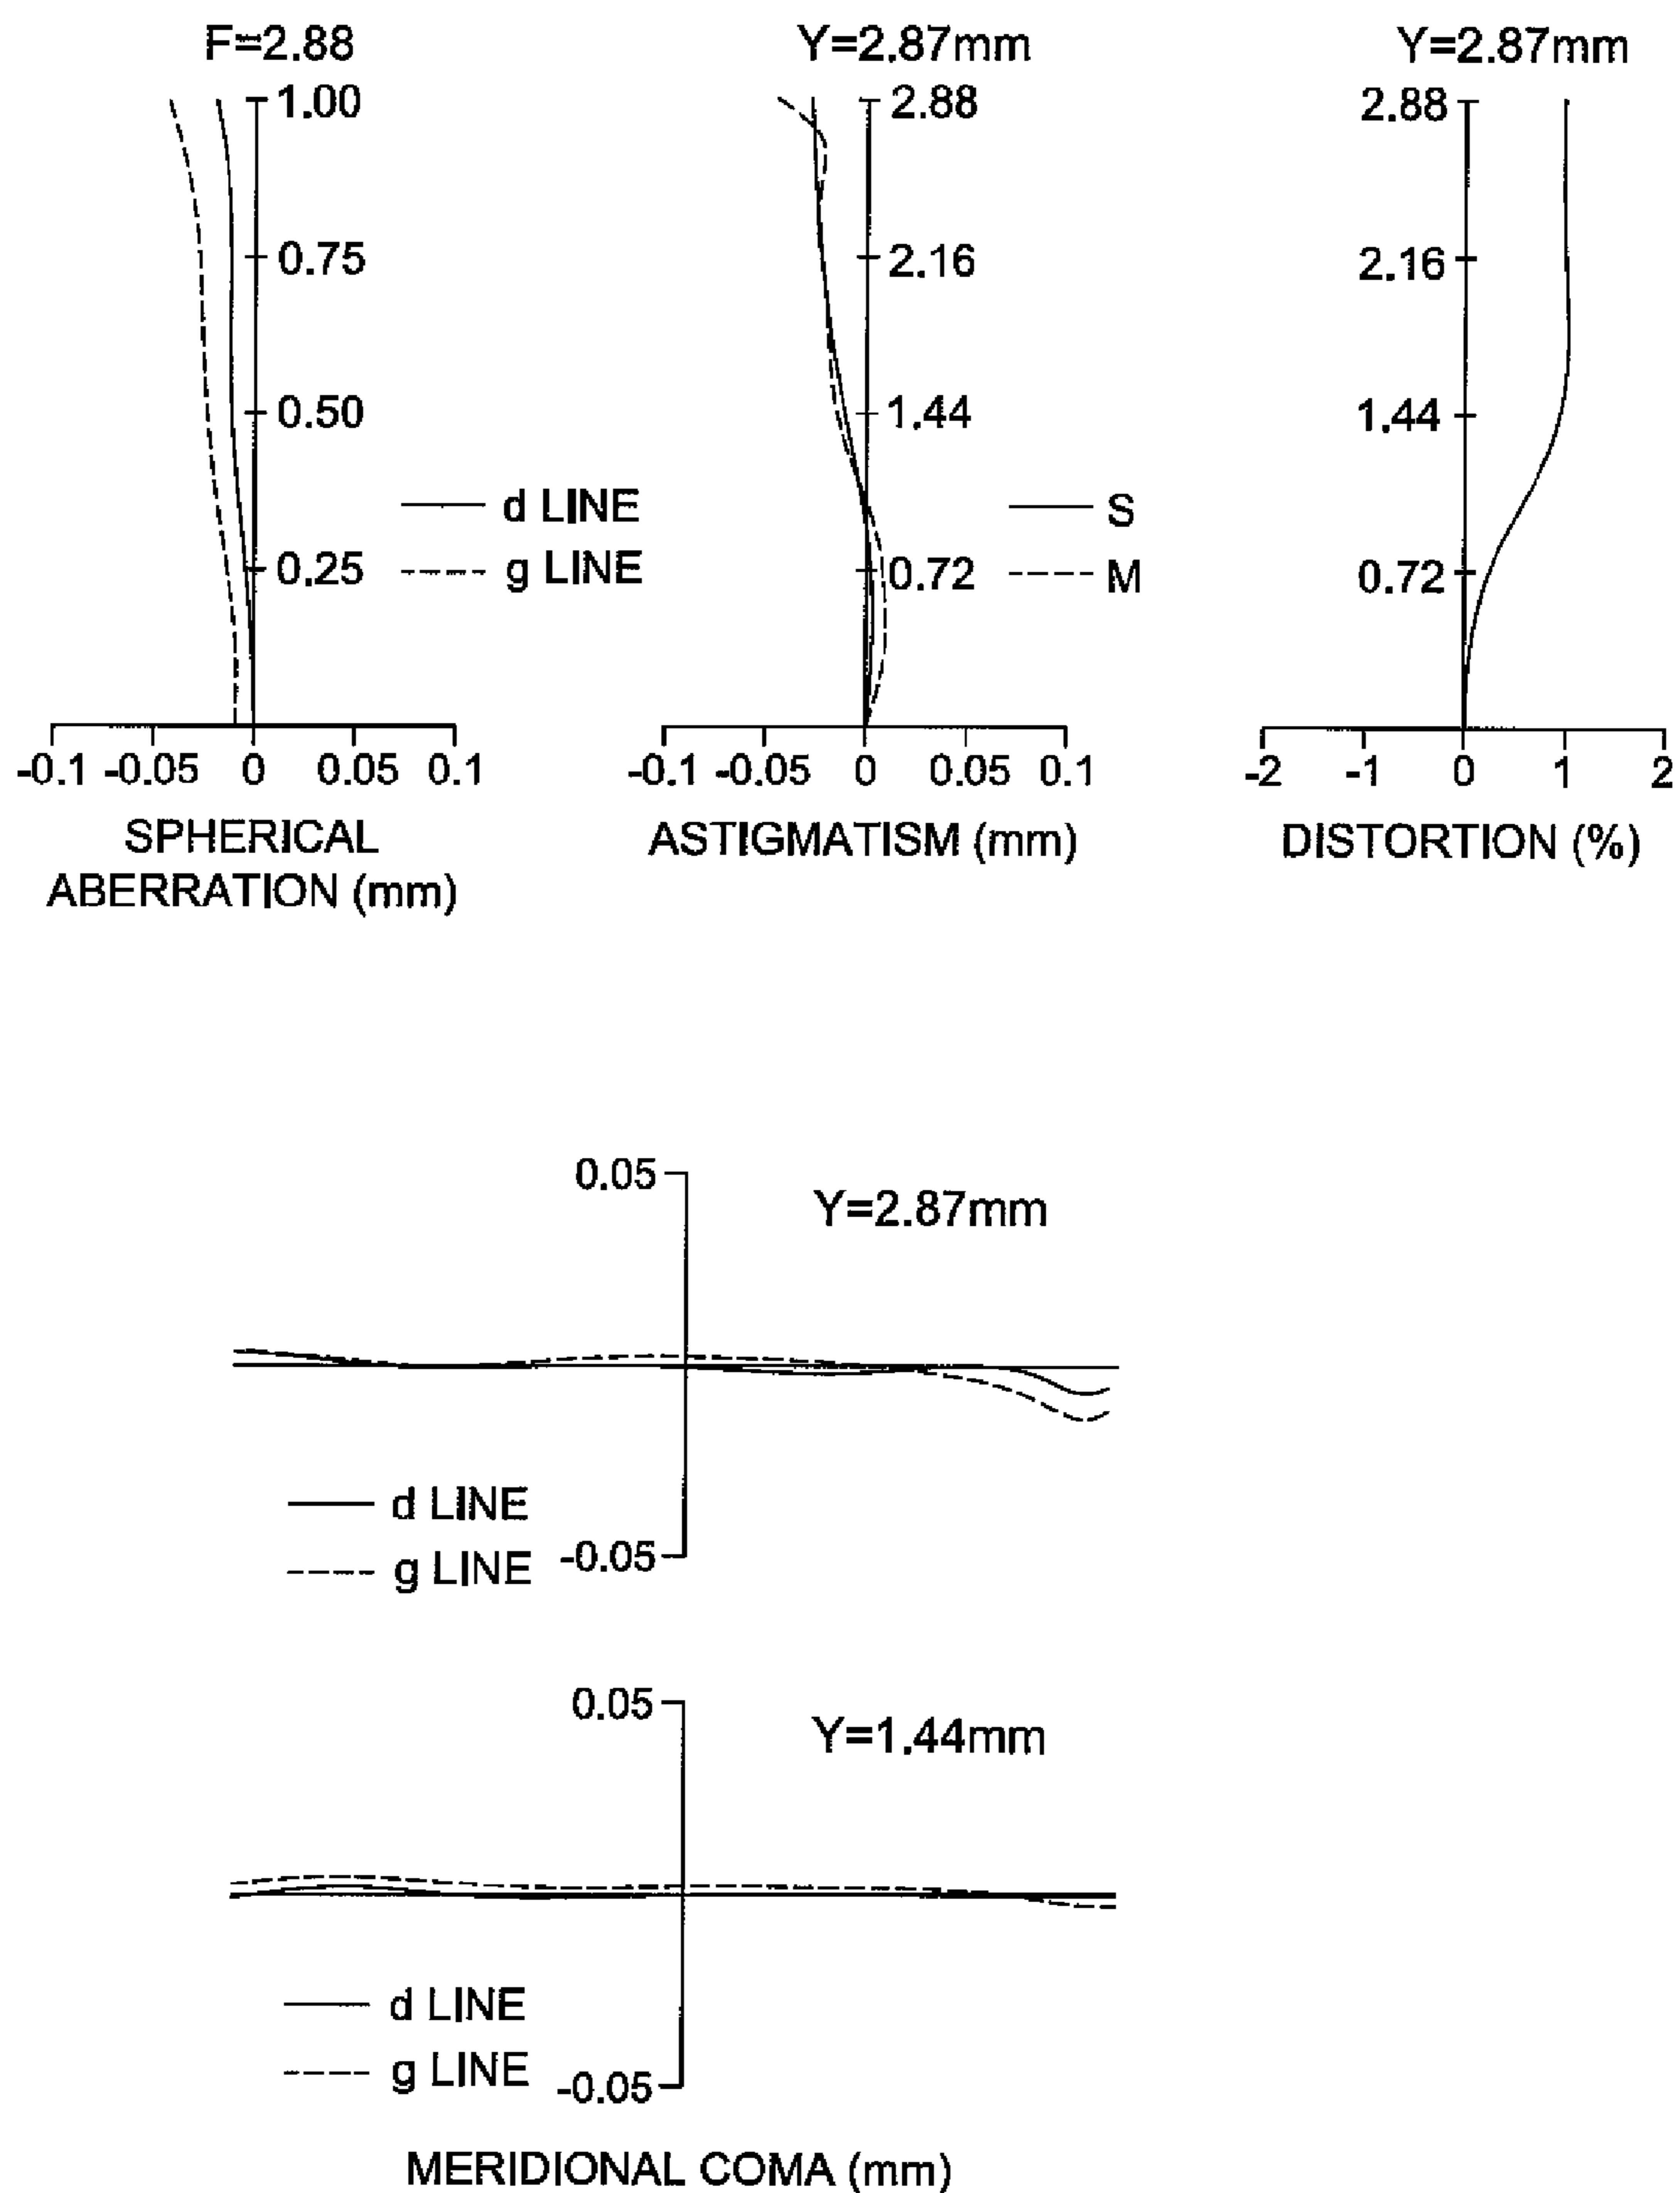 F=2.88
1.00
0.75
0.50
0.25
d LINE
g LINE
-0.1 -0.05 0 0.05 0.1
SPHERICAL
ABERRATION (mm)
Y=2.87mm
2.88
2.16
1.44
0.72
S
M
-0.1 -0.05 0 0.05 0.1
ASTIGMATISM (mm)
Y=2.87mm
2.88
2.16
1.44
0.72
-2 -1 0 1 2
DISTORTION (%)
0.05
Y=2.87mm
d LINE
g LINE
-0.05
0.05
Y=1.44mm
d LINE
g LINE
-0.05
MERIDIONAL COMA (mm)